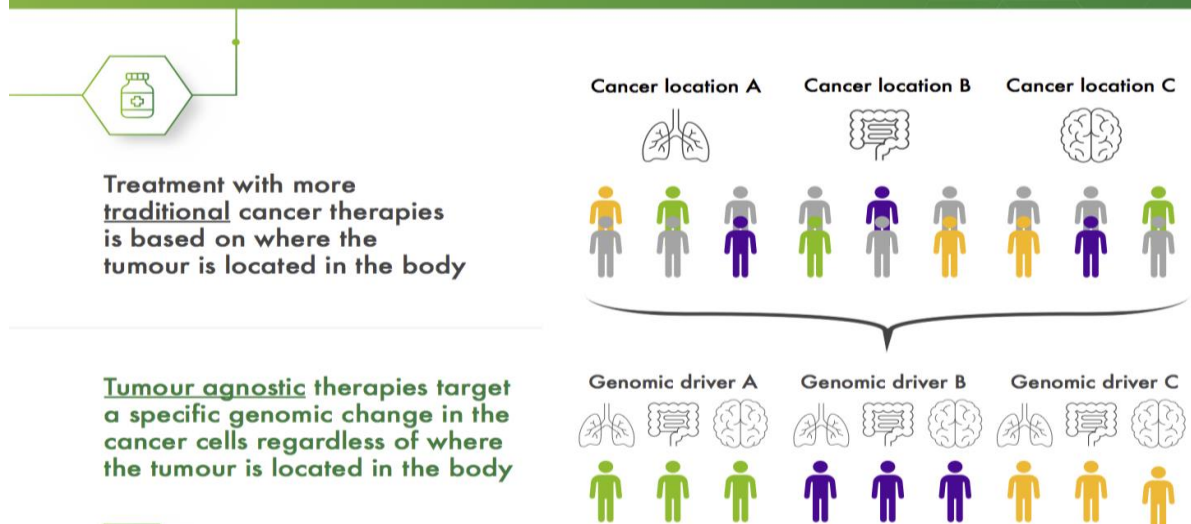 Treatment with more
traditional cancer therapies
is based on where the
tumour is located in the body
Cancer location A
Cancer location B
Cancer location C
Tumour agnostic therapies target
a specific genomic change in the
cancer cells regardless of where
the tumour is located in the body
Genomic driver A
Genomic driver B
Genomic driver C